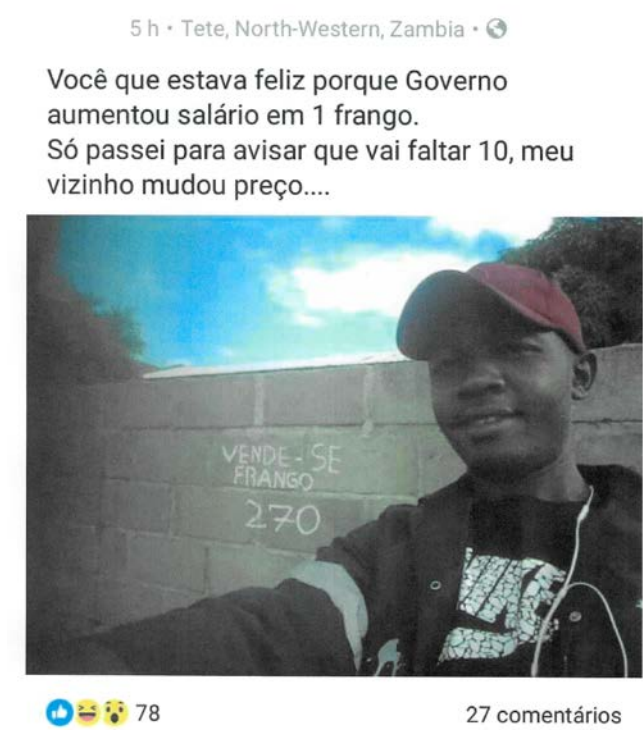 5 h • Tete, North-Western, Zambia •
Você que estava feliz porque Governo
aumentou salário em 1 frango.
Só passei para avisar que vai faltar 10, meu
vizinho mudou preço....
VENDE-SE
FRANGO
270
78
27 comentários